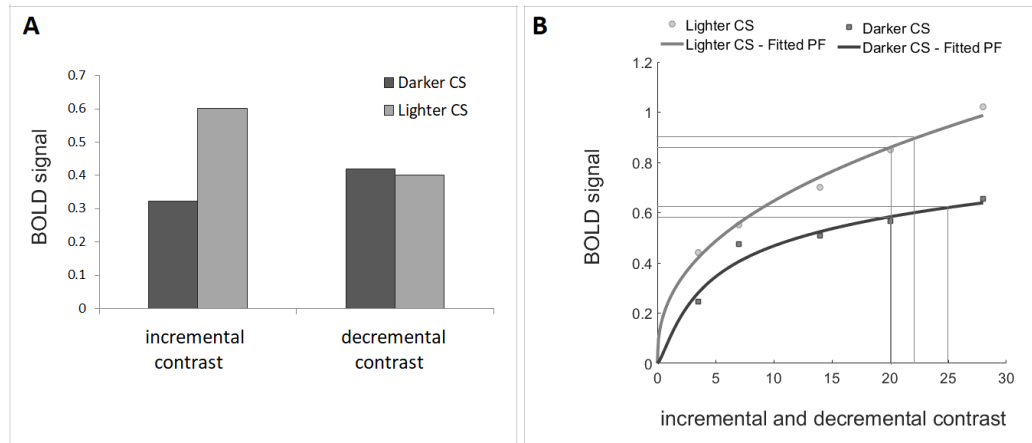 A
0.7
0.6
0.5
0.4
0.3
0.2
0.1
0
BOLD signal
Darker CS
Lighter CS
incremental
contrast
decremental
contrast
B
Lighter CS
Darker CS
Lighter CS - Fitted PF
Darker CS - Fitted PF
1.2
1
0.8
0.6
0.4
0.2
0
BOLD signal
0 5 10 15 20 25 30
incremental and decremental contrast